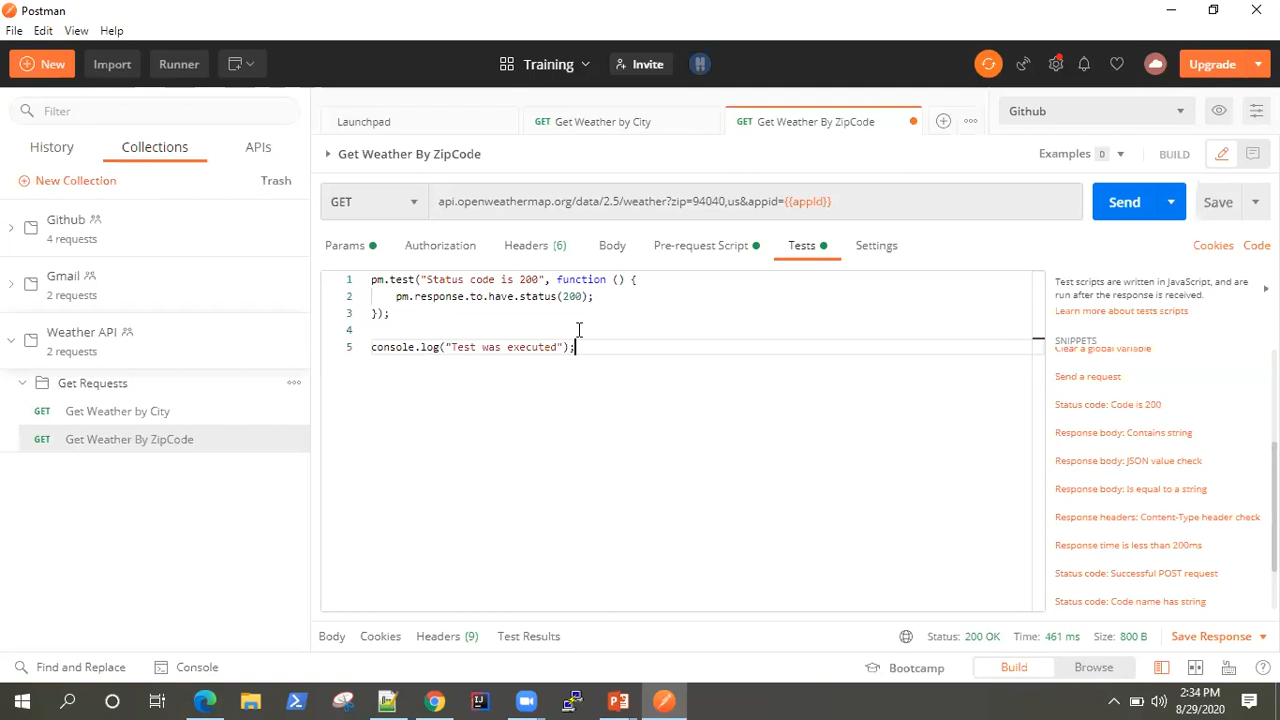 Postman
File Edit View Help
New Import Runner Training Invite Upgrade
Filter
History Collections APIs
New Collection Trash
Github
4 requests
Gmail
2 requests
Weather API
2 requests
Get Requests
GET Get Weather by City
GET Get Weather By ZipCode
Launchpad GET Get Weather by City GET Get Weather By ZipCode Github
Get Weather By ZipCode Examples 0 BUILD
GET api.openweathermap.org/data/2.5/weather?zip=94040,us&appid={{appId}} Send Save
Params Authorization Headers (6) Body Pre-request Script Tests Settings Cookies Code
1 pm.test("Status code is 200", function () {
2 pm.response.to.have.status(200);
3 });
4
5 console.log("Test was executed");
Test scripts are written in JavaScript, and are
run after the response is received.
Learn more about tests scripts
SNIPPETS
Clear a global variable
Send a request
Status code: Code is 200
Response body: Contains string
Response body: JSON value check
Response body: Is equal to a string
Response headers: Content-Type header check
Response time is less than 200ms
Status code: Successful POST request
Status code: Code name has string
Body Cookies Headers (9) Test Results Status: 200 OK Time: 461 ms Size: 800 B Save Response
Find and Replace Console Bootcamp Build Browse
2:34 PM
8/29/2020